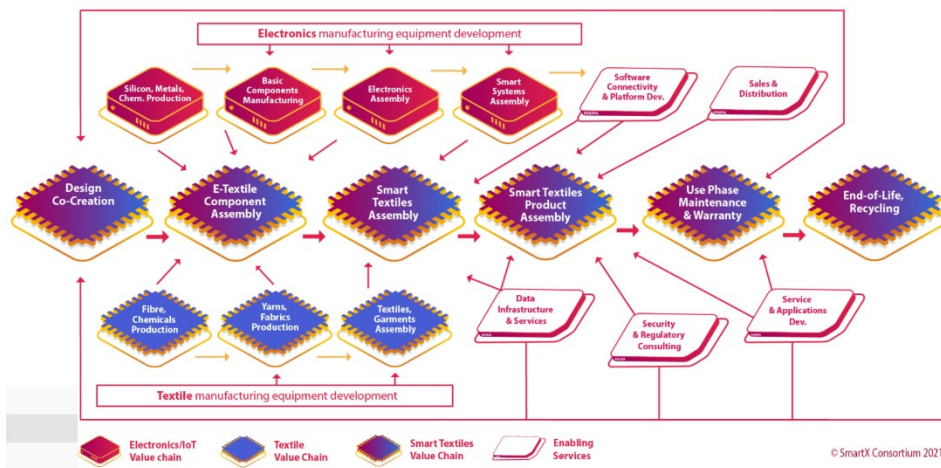 Electronics manufacturing equipment development
Silicon, Metals,
Chem. Production
Basic
Components
Manufacturing
Electronics
Assembly
Smart
Systems
Assembly
Software
Connectivity
& Platform Dev.
Sales &
Distribution
Design
Co-Creation
E-Textile
Component
Assembly
Smart
Textiles
Assembly
Smart Textiles
Product
Assembly
Use Phase
Maintenance
& Warranty
End-of-Life,
Recycling
Fibre,
Chemicals
Production
Yarns,
Fabrics
Production
Textiles,
Garments
Assembly
Data
Infrastructure
& Services
Security
& Regulatory
Consulting
Service
& Applications
Dev.
Textile manufacturing equipment development
Electronics/IoT
Value chain
Textile
Value Chain
Smart Textiles
Value Chain
Enabling
Services
© SmartX Consortium 2021